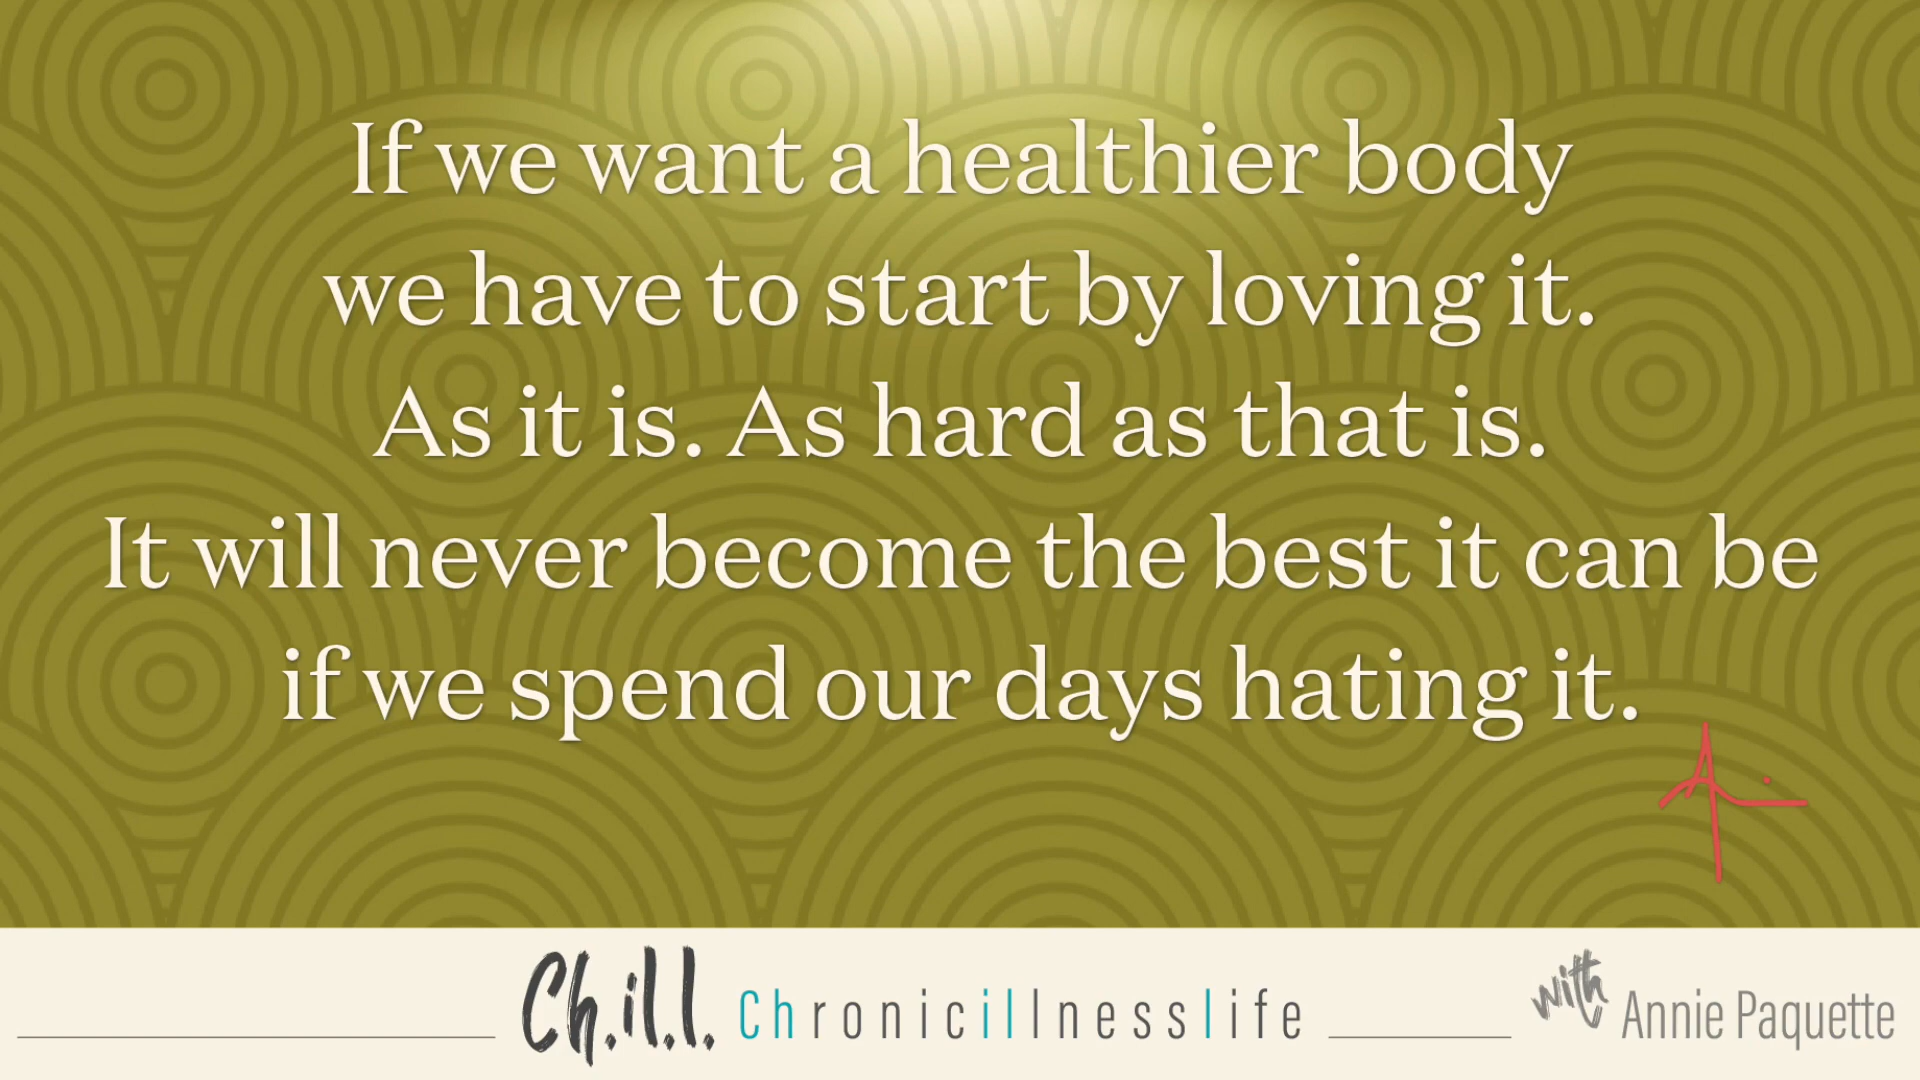 If we want a healthier body
we have to start by loving it.
As it is. As hard as that is.
It will never become the best it can be
if we spend our days hating it.
Ch.il.l. Chronicillnesslife with Annie Paquette